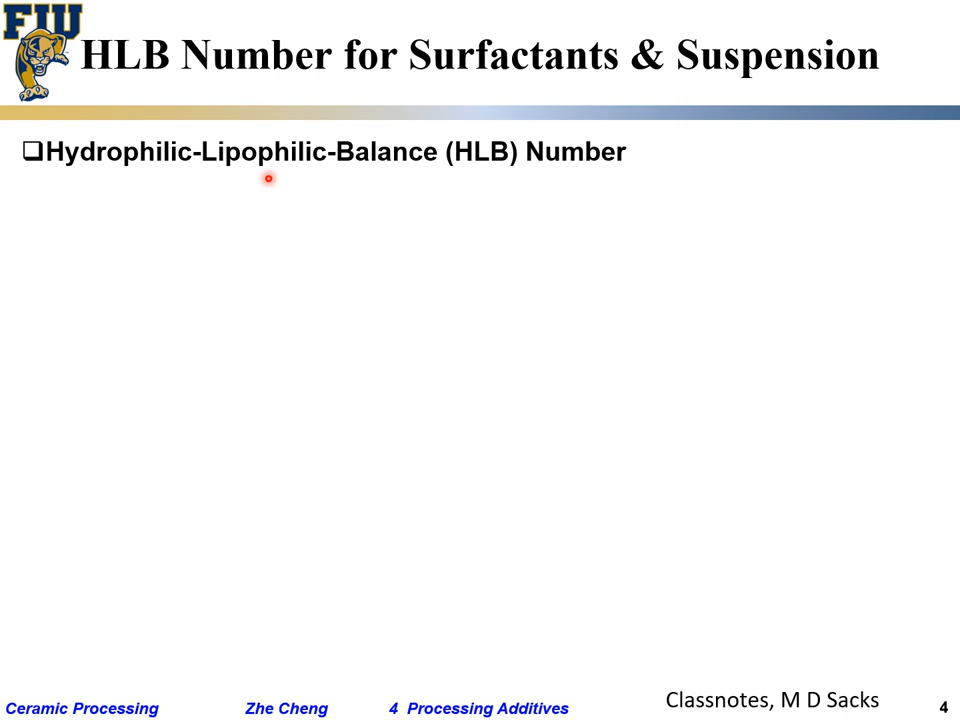 FIU
HLB Number for Surfactants & Suspension
Hydrophilic-Lipophilic-Balance (HLB) Number
Classnotes, M D Sacks
Ceramic Processing Zhe Cheng 4 Processing Additives 4